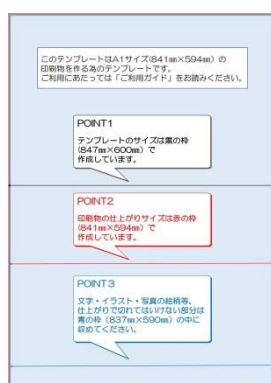 このテンプレートはA1サイズ(841㎜×594㎜)の
印刷物を作る為のテンプレートです。
ご利用にあたっては「ご利用ガイド」をお読みください。
POINT1
テンプレートのサイズは黒の枠
(847㎜×600㎜)で
作成しています。
POINT2
印刷物の仕上がりサイズは赤の枠
(841㎜×594㎜)で
作成しています。
POINT3
文字・イラスト・写真の絵柄等、
仕上がりで切れてはいけない部分は
青の枠(837㎜×590㎜)の中に
収めてください。